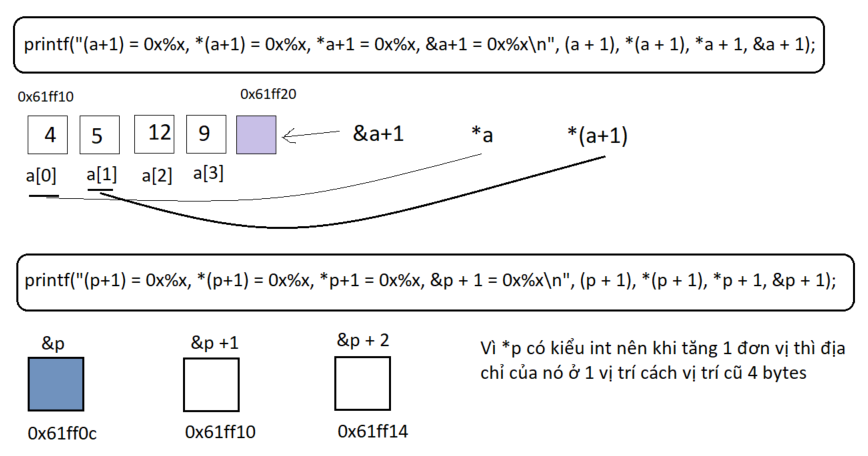 printf("(a+1) = 0x%x, *(a+1) = 0x%x, *a+1 = 0x%x, &a+1 = 0x%x\n", (a + 1), *(a + 1), *a + 1, &a + 1);
0x61ff10 0x61ff20
4 5 12 9 &a+1 *a *(a+1)
a[0] a[1] a[2] a[3]
printf("(p+1) = 0x%x, *(p+1) = 0x%x, *p+1 = 0x%x, &p + 1 = 0x%x\n", (p + 1), *(p + 1), *p + 1, &p + 1);
&p &p +1 &p + 2
Vì *p có kiểu int nên khi tăng 1 đơn vị thì địa
chỉ của nó ở 1 vị trí cách vị trí cũ 4 bytes
0x61ff0c 0x61ff10 0x61ff14